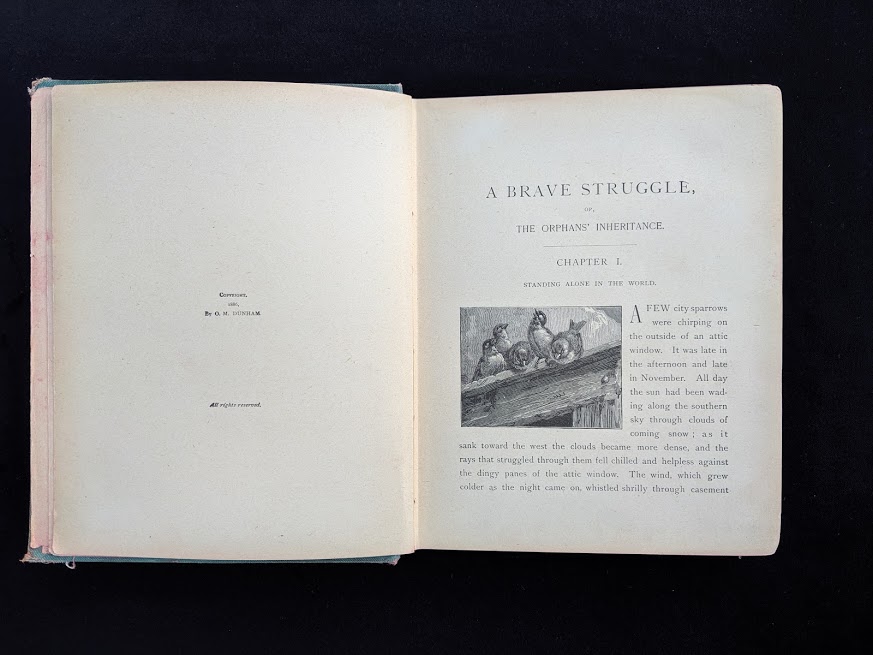 COPYRIGHT,
1886,
By O. M. DUNHAM.
All rights reserved.
A BRAVE STRUGGLE,
OR,
THE ORPHANS' INHERITANCE.
CHAPTER I.
STANDING ALONE IN THE WORLD.
A FEW city sparrows
were chirping on
the outside of an attic
window. It was late in
the afternoon and late
in November. All day
the sun had been wad-
ing along the southern
sky through clouds of
coming snow; as it
sank toward the west the clouds became more dense, and the
rays that struggled through them fell chilled and helpless against
the dingy panes of the attic window. The wind, which grew
colder as the night came on, whistled shrilly through casement